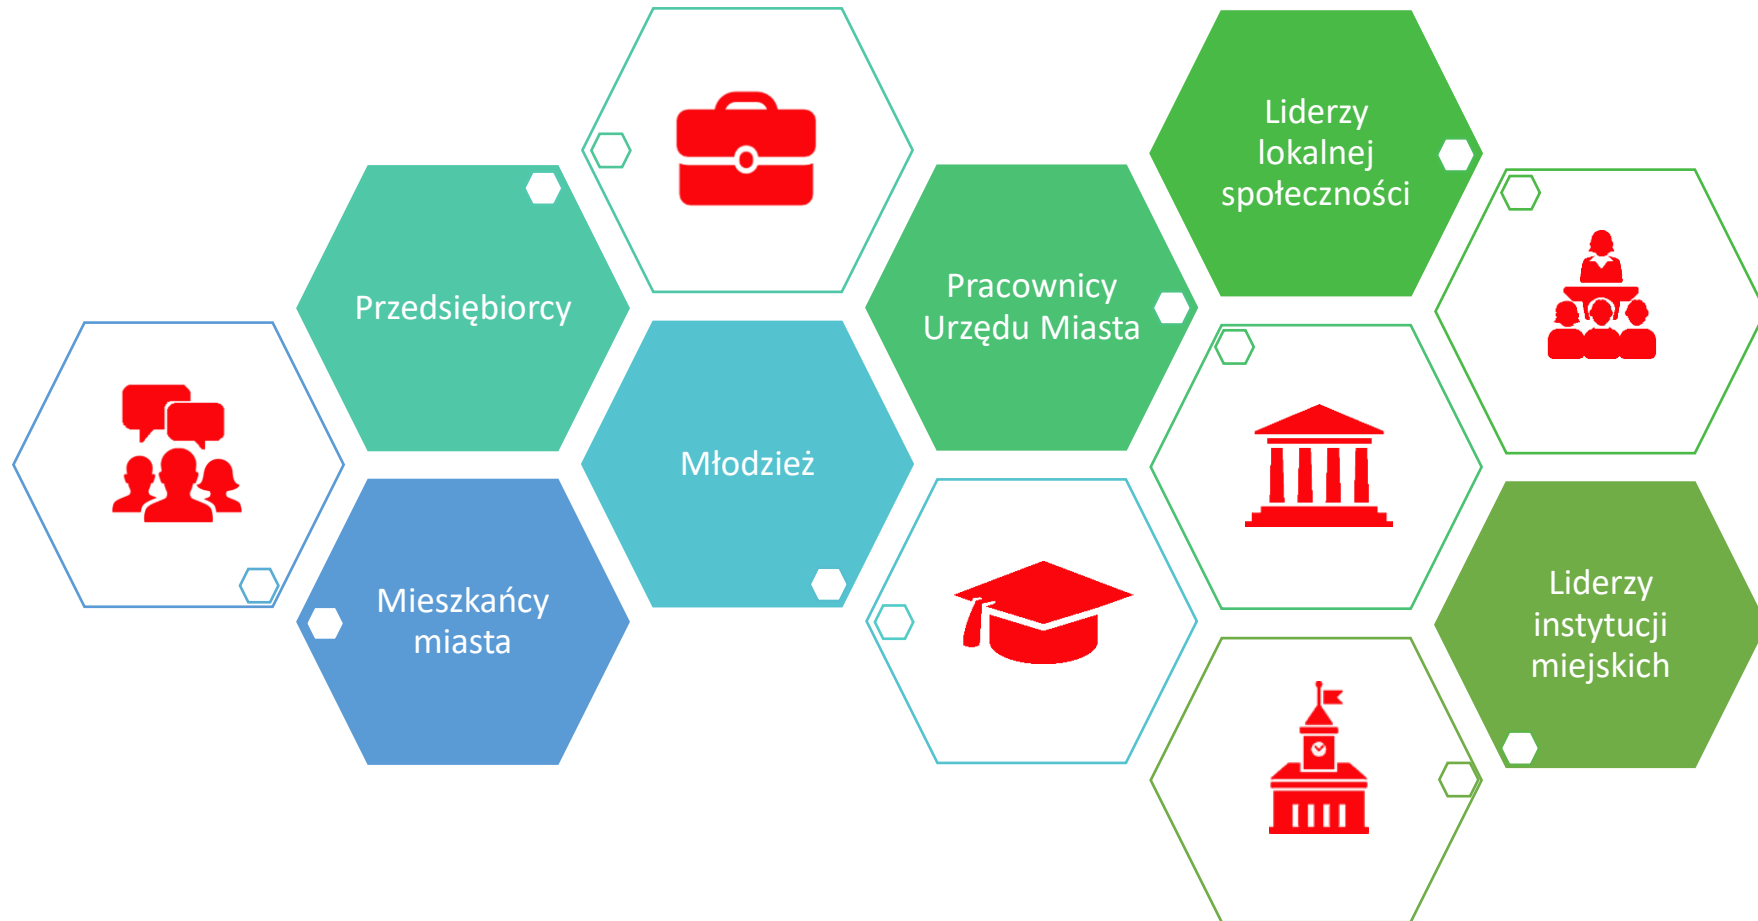 Liderzy
lokalnej
społeczności
Przedsiębiorcy
Pracownicy
Urzędu Miasta
Młodzież
Mieszkańcy
miasta
Liderzy
instytucji
miejskich